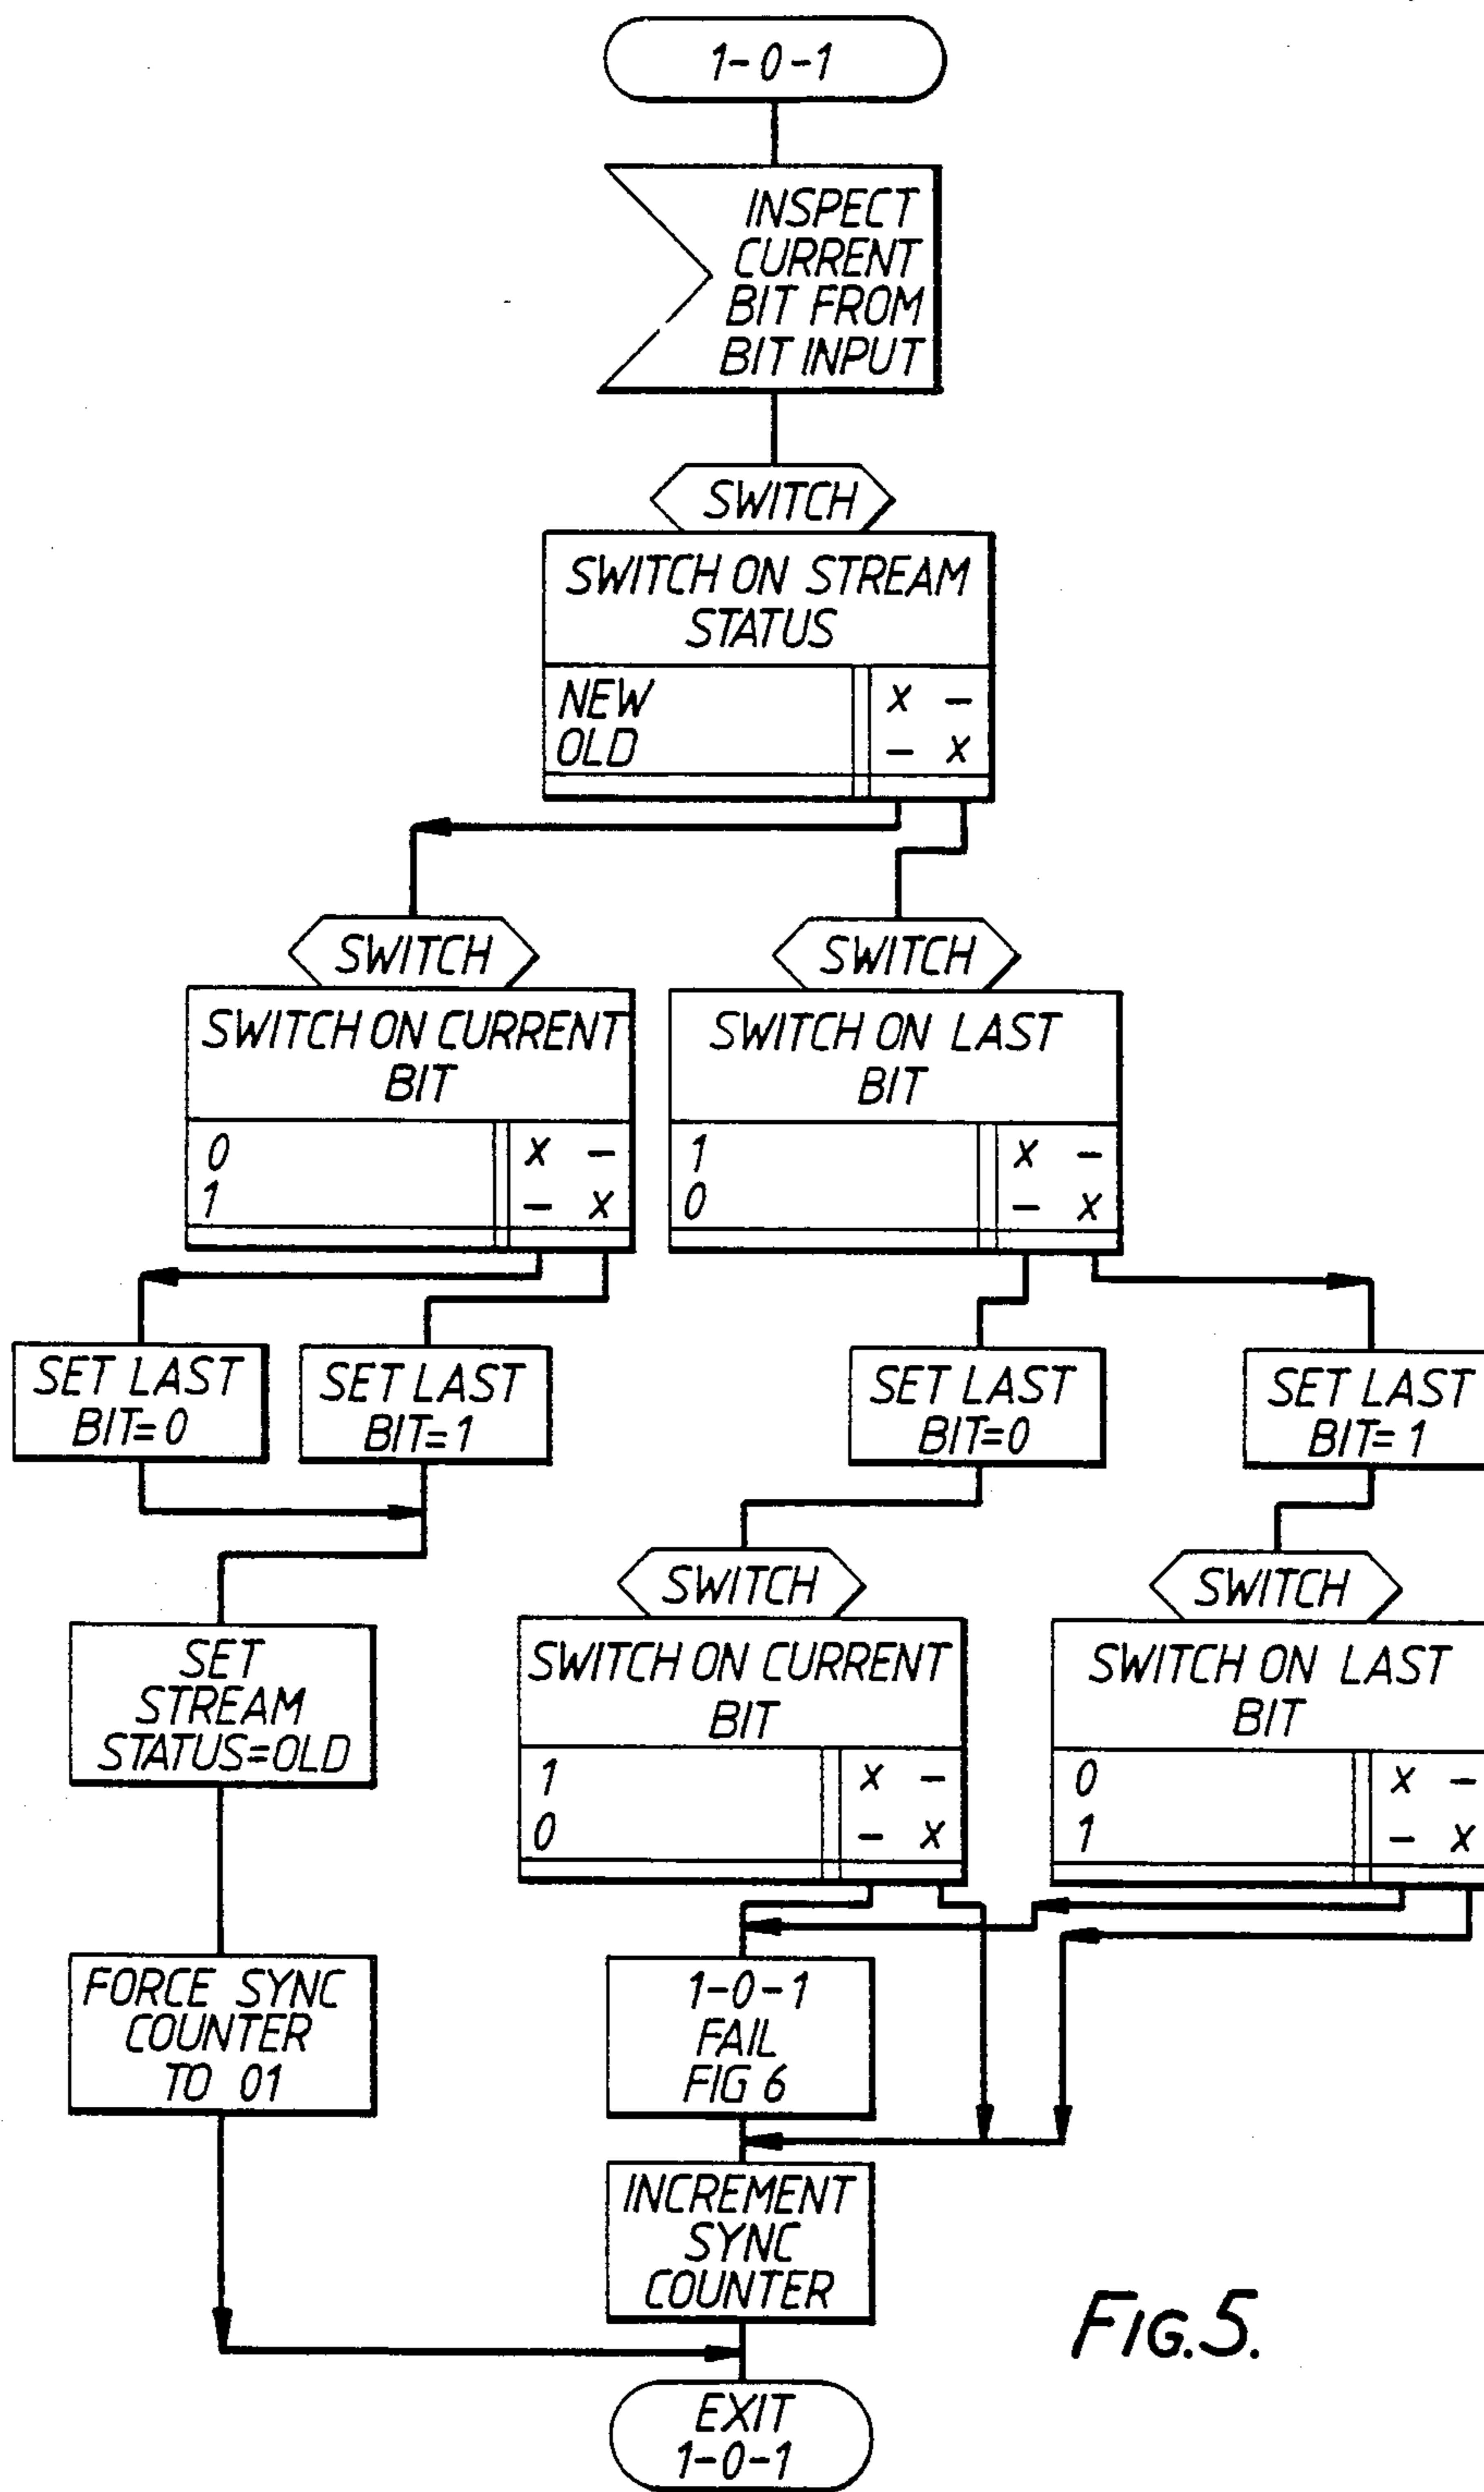 1-0-1
INSPECT
CURRENT
BIT FROM
BIT INPUT
SWITCH
SWITCH ON STREAM
STATUS
NEW x –
OLD – x
SWITCH
SWITCH ON CURRENT
BIT
0 x –
1 – x
SWITCH
SWITCH ON LAST
BIT
1 x –
0 – x
SET LAST
BIT=0
SET LAST
BIT=1
SET LAST
BIT=0
SET LAST
BIT=1
SET
STREAM
STATUS=OLD
SWITCH
SWITCH ON CURRENT
BIT
1 x –
0 – x
SWITCH
SWITCH ON LAST
BIT
0 x –
1 – x
FORCE SYNC
COUNTER
TO 01
1-0-1
FAIL
FIG 6
INCREMENT
SYNC
COUNTER
EXIT
1-0-1
FIG.5.